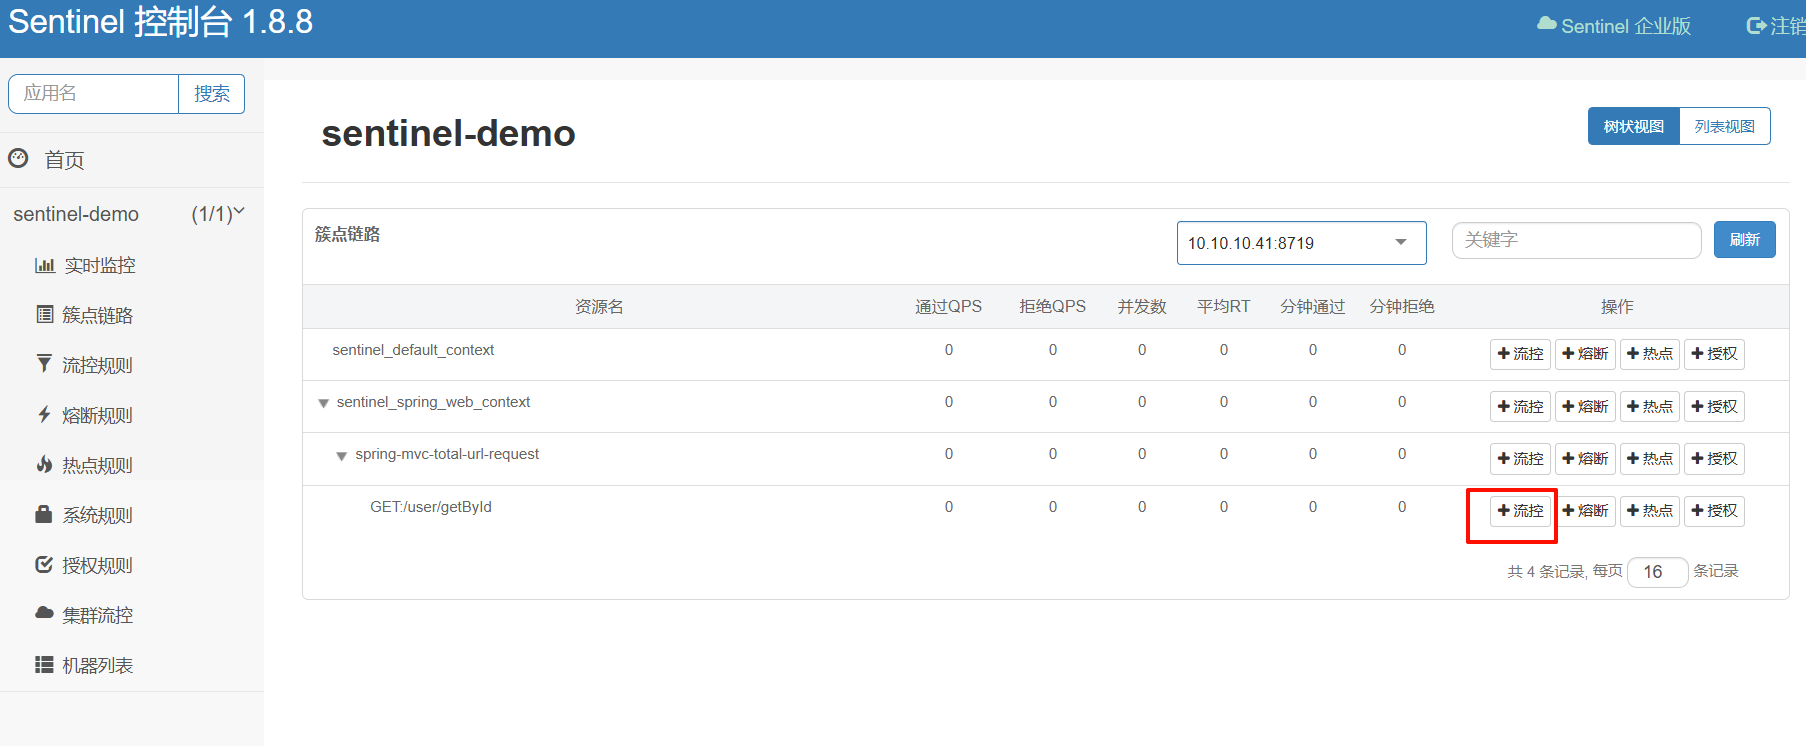 Sentinel 控制台 1.8.8
Sentinel 企业版
注销
应用名
搜索
首页
sentinel-demo (1/1)
实时监控
簇点链路
流控规则
熔断规则
热点规则
系统规则
授权规则
集群流控
机器列表
sentinel-demo
树状视图 列表视图
簇点链路
10.10.10.41:8719
关键字
刷新
资源名 通过QPS 拒绝QPS 并发数 平均RT 分钟通过 分钟拒绝 操作
sentinel_default_context 0 0 0 0 0 0 流控 熔断 热点 授权
sentinel_spring_web_context 0 0 0 0 0 0 流控 熔断 热点 授权
spring-mvc-total-url-request 0 0 0 0 0 0 流控 熔断 热点 授权
GET:/user/getById 0 0 0 0 0 0 流控 熔断 热点 授权
共 4 条记录, 每页 16 条记录